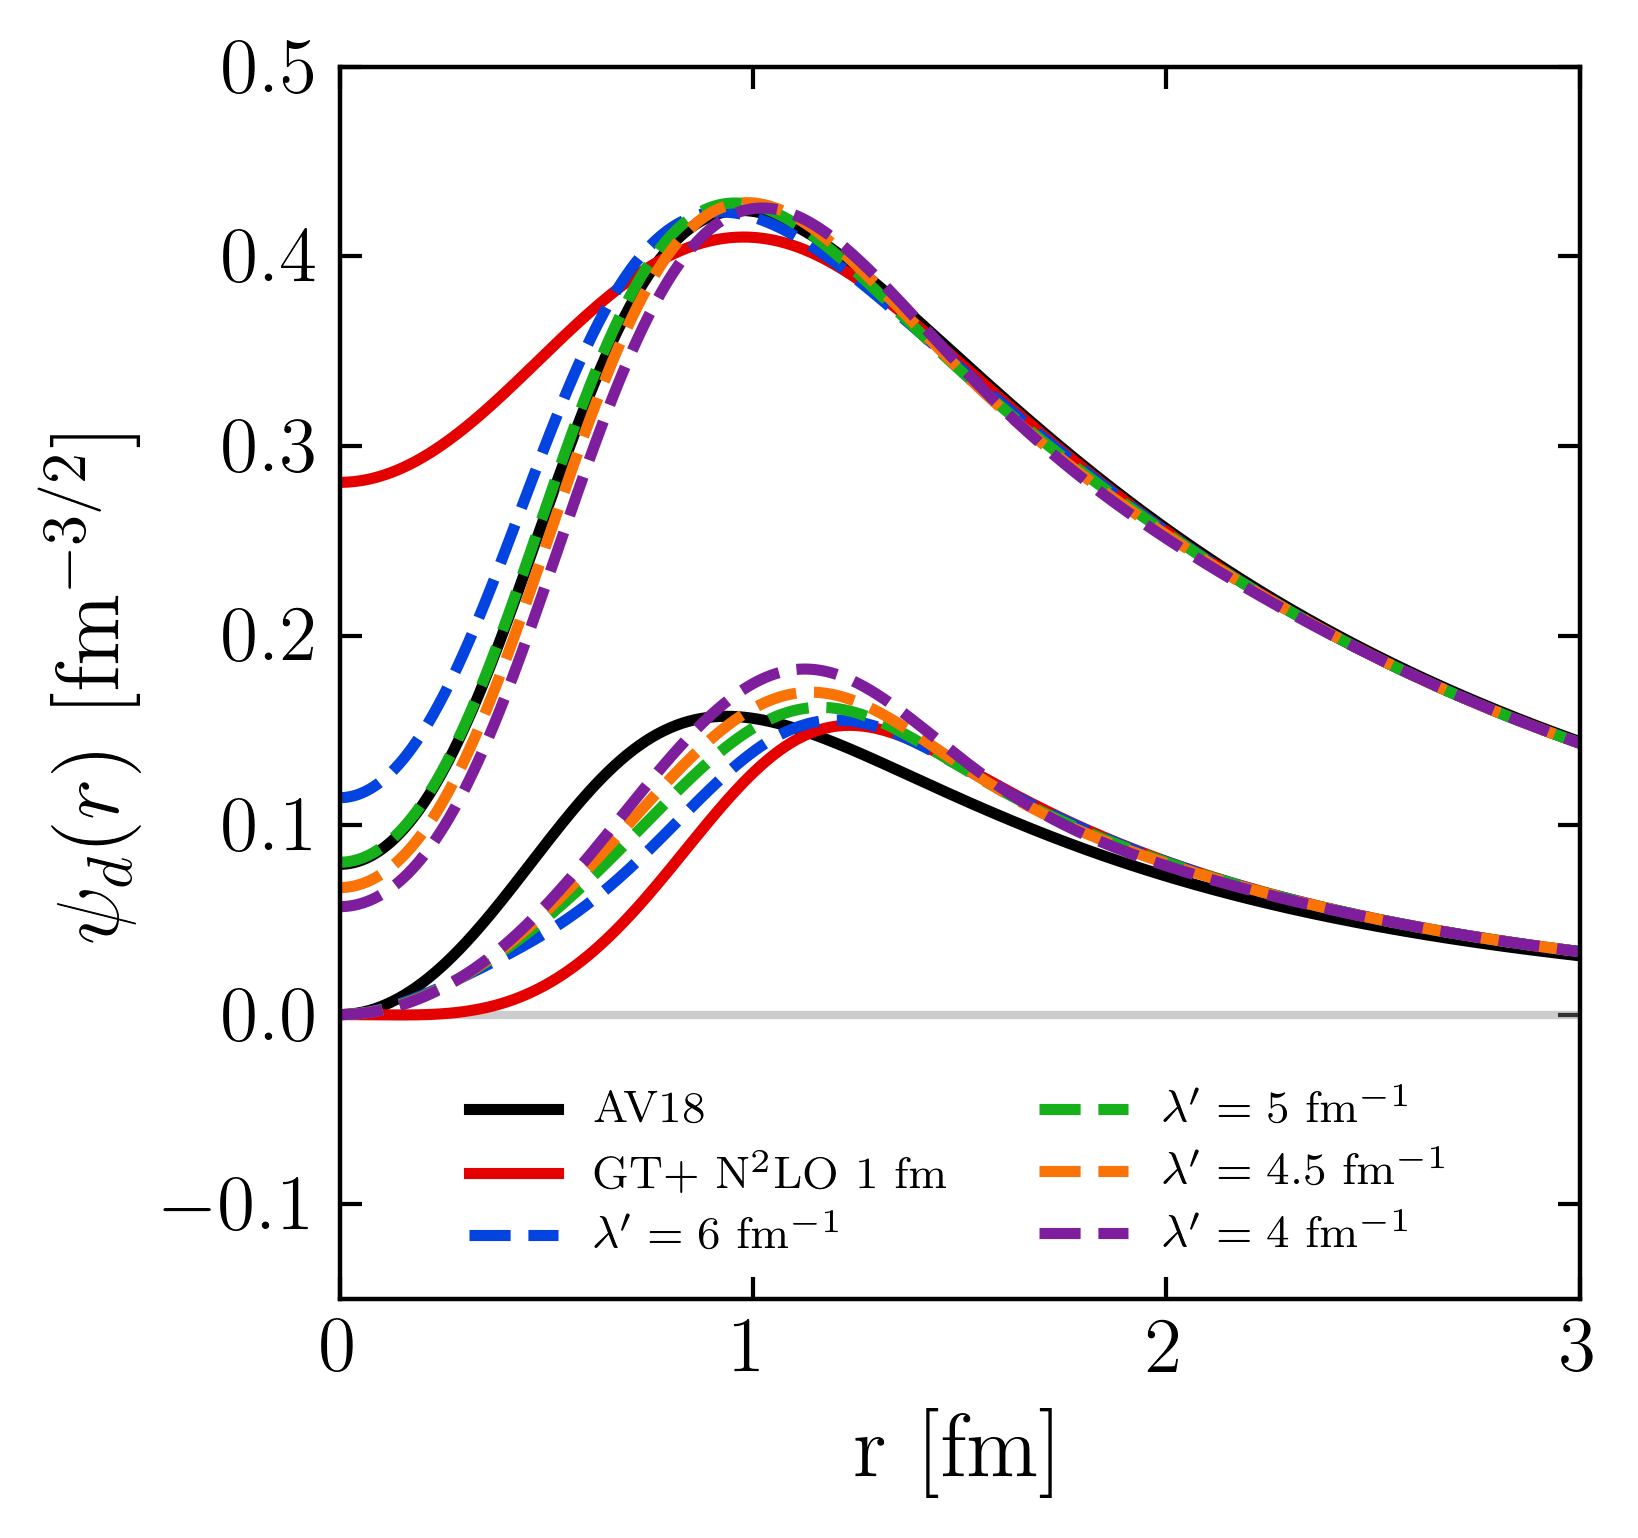 0.5
0.4
0.3
0.2
0.1
0.0
−0.1
ψ_d(r) [fm^{−3/2}]
AV18
GT+ N²LO 1 fm
λ′ = 6 fm⁻¹
λ′ = 5 fm⁻¹
λ′ = 4.5 fm⁻¹
λ′ = 4 fm⁻¹
0 1 2 3
r [fm]